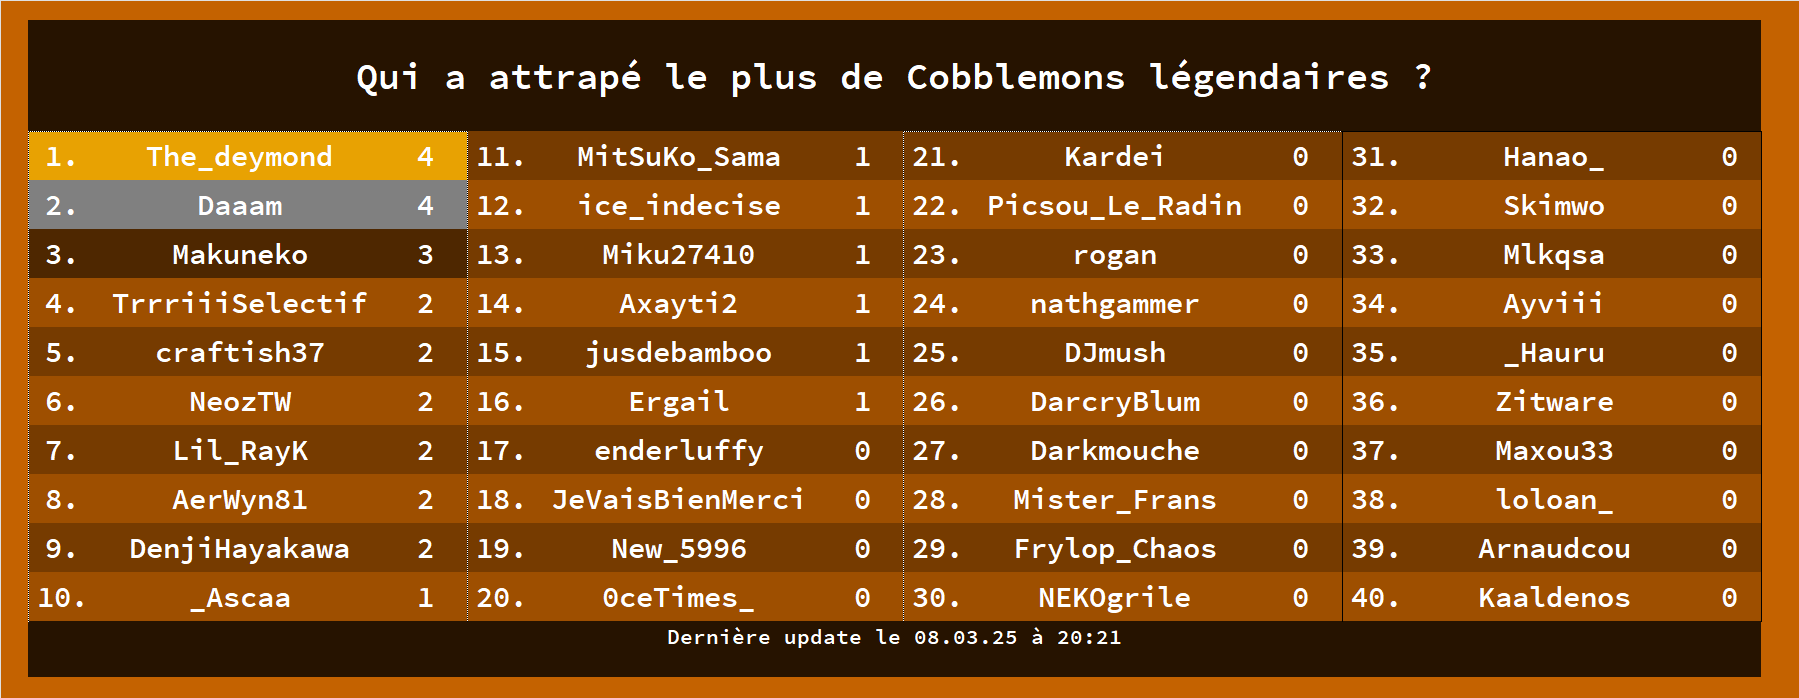 Qui a attrapé le plus de Cobblemons légendaires ?
1. The_deymond 4
2. Daaam 4
3. Makuneko 3
4. TrrriiiSelectif 2
5. craftish37 2
6. NeozTW 2
7. Lil_RayK 2
8. AerWyn81 2
9. DenjiHayakawa 2
10. _Ascaa 1
11. MitSuKo_Sama 1
12. ice_indecise 1
13. Miku27410 1
14. Axayti2 1
15. jusdebamboo 1
16. Ergail 1
17. enderluffy 0
18. JeVaisBienMerci 0
19. New_5996 0
20. 0ceTimes_ 0
21. Kardei 0
22. Picsou_Le_Radin 0
23. rogan 0
24. nathgammer 0
25. DJmush 0
26. DarcryBlum 0
27. Darkmouche 0
28. Mister_Frans 0
29. Frylop_Chaos 0
30. NEKOgrile 0
31. Hanao_ 0
32. Skimwo 0
33. Mlkqsa 0
34. Ayviii 0
35. _Hauru 0
36. Zitware 0
37. Maxou33 0
38. loloan_ 0
39. Arnaudcou 0
40. Kaaldenos 0
Dernière update le 08.03.25 à 20:21